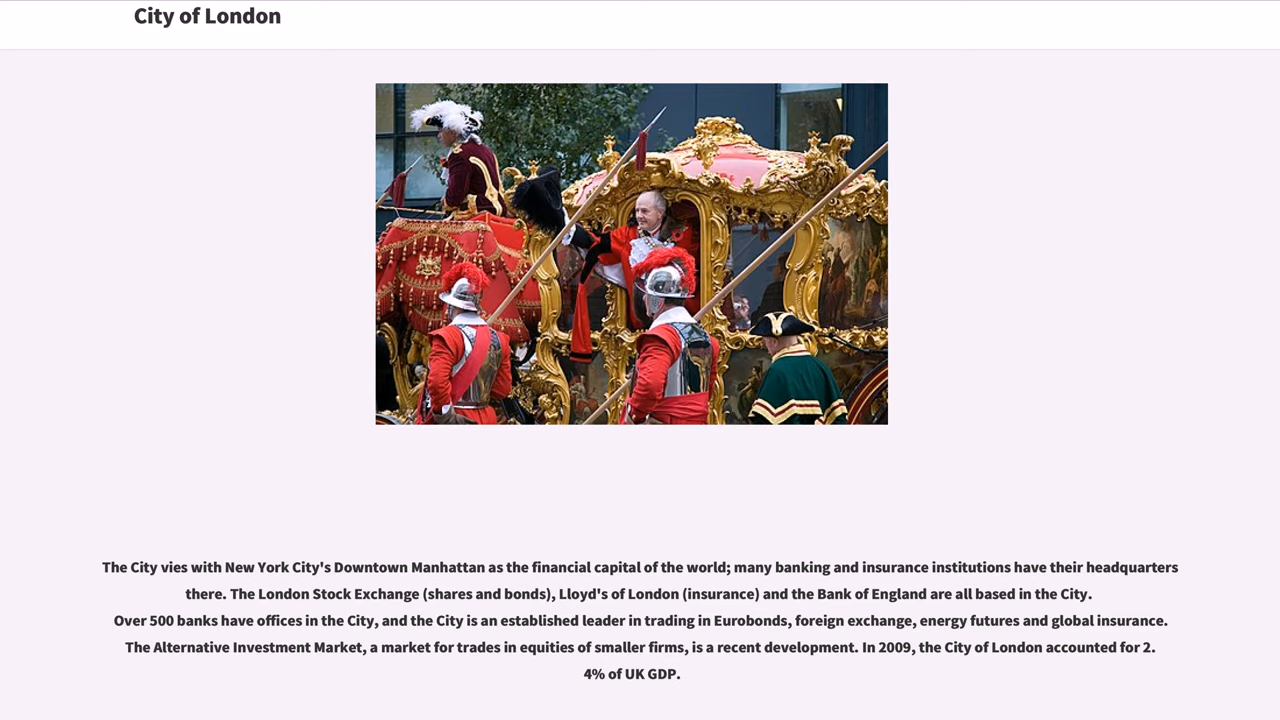 City of London
The City vies with New York City's Downtown Manhattan as the financial capital of the world; many banking and insurance institutions have their headquarters
there. The London Stock Exchange (shares and bonds), Lloyd's of London (insurance) and the Bank of England are all based in the City.
Over 500 banks have offices in the City, and the City is an established leader in trading in Eurobonds, foreign exchange, energy futures and global insurance.
The Alternative Investment Market, a market for trades in equities of smaller firms, is a recent development. In 2009, the City of London accounted for 2.
4% of UK GDP.